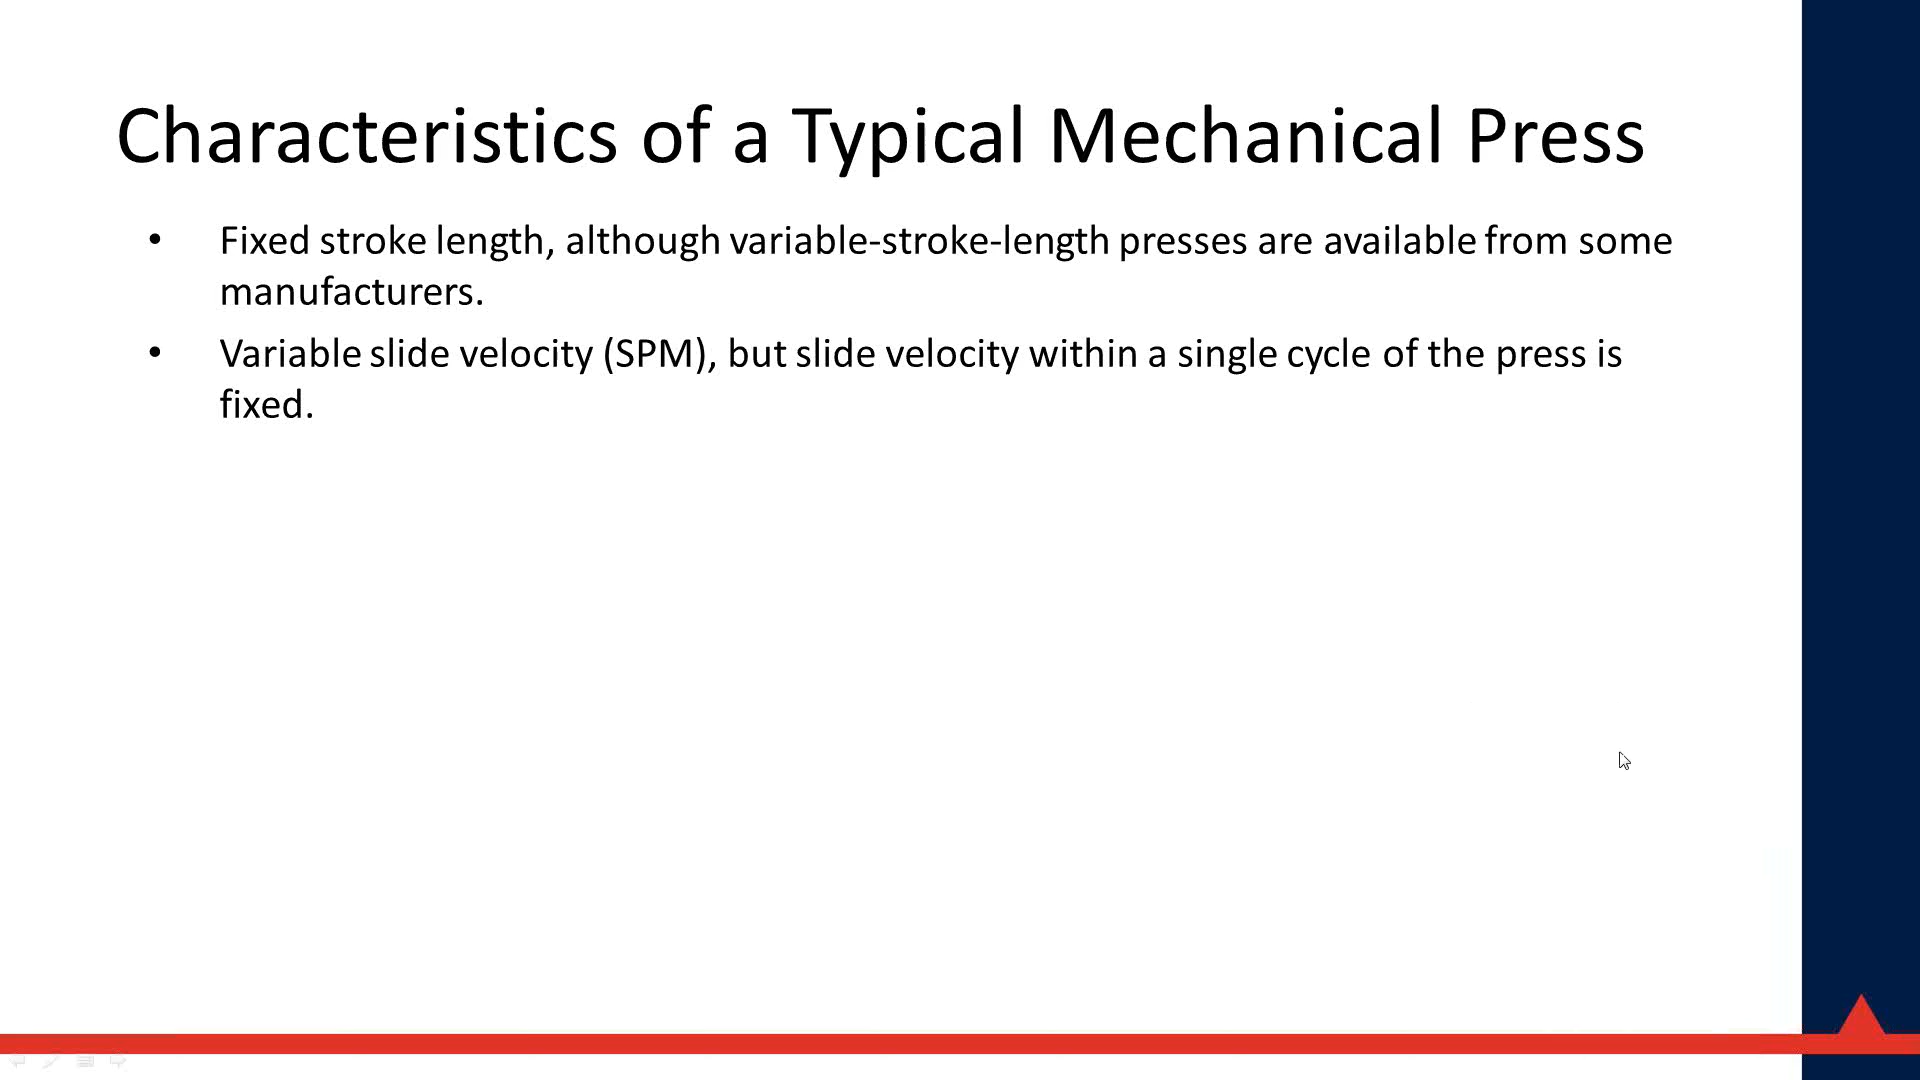 Characteristics of a Typical Mechanical Press
• Fixed stroke length, although variable-stroke-length presses are available from some
manufacturers.
• Variable slide velocity (SPM), but slide velocity within a single cycle of the press is
fixed.